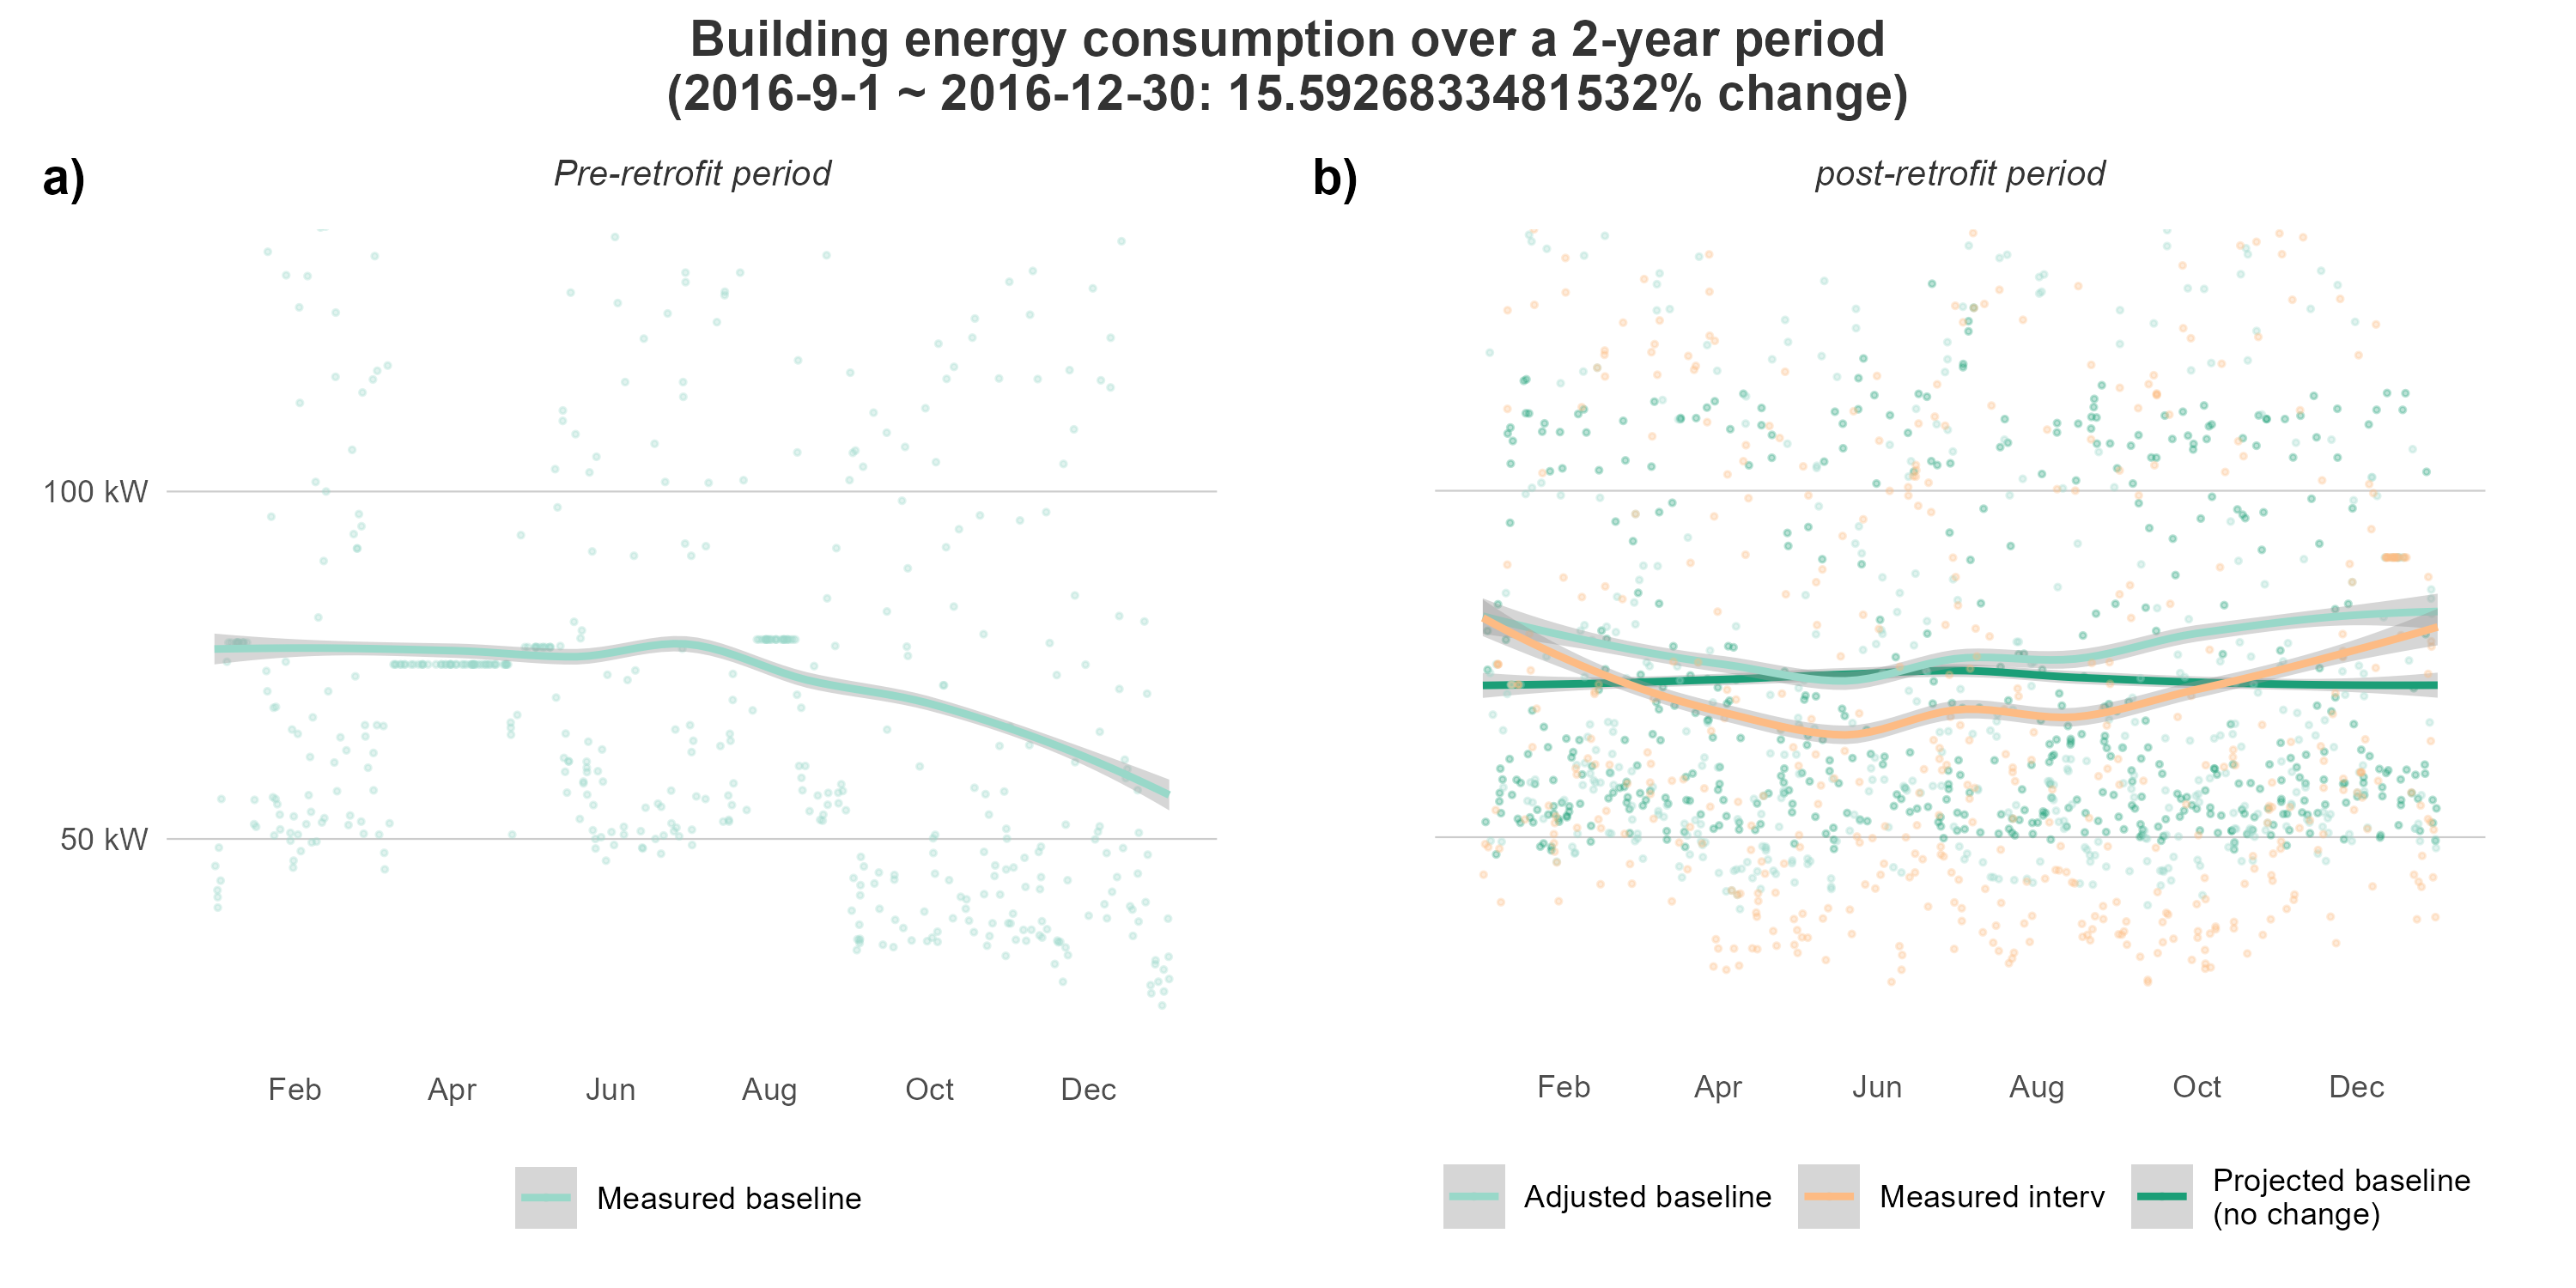 Building energy consumption over a 2-year period
(2016-9-1 ~ 2016-12-30: 15.5926833481532% change)
a)
Pre-retrofit period
100 kW
50 kW
Feb Apr Jun Aug Oct Dec
Measured baseline
b)
post-retrofit period
Feb Apr Jun Aug Oct Dec
Adjusted baseline
Measured interv
Projected baseline
(no change)